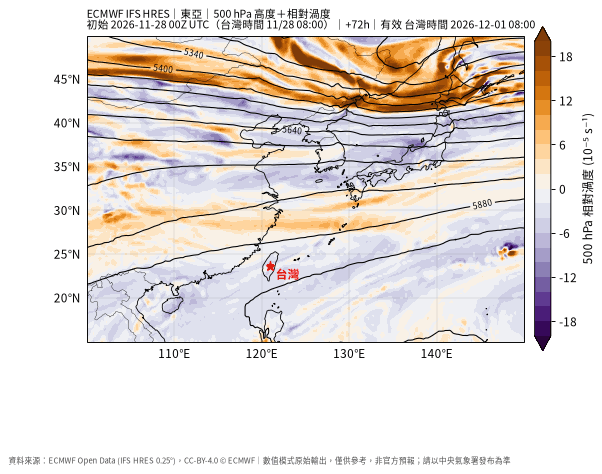 ECMWF IFS HRES｜東亞｜500 hPa 高度＋相對渦度
初始 2026-11-28 00Z UTC（台灣時間 11/28 08:00）｜+72h｜有效 台灣時間 2026-12-01 08:00
5340
5400
5640
5880
45°N
40°N
35°N
30°N
25°N
20°N
台灣
110°E
120°E
130°E
140°E
18
12
6
0
-6
-12
-18
500 hPa 相對渦度 (10⁻⁵ s⁻¹)
資料來源：ECMWF Open Data (IFS HRES 0.25°)，CC-BY-4.0 © ECMWF｜數值模式原始輸出，僅供參考，非官方預報；請以中央氣象署發布為準